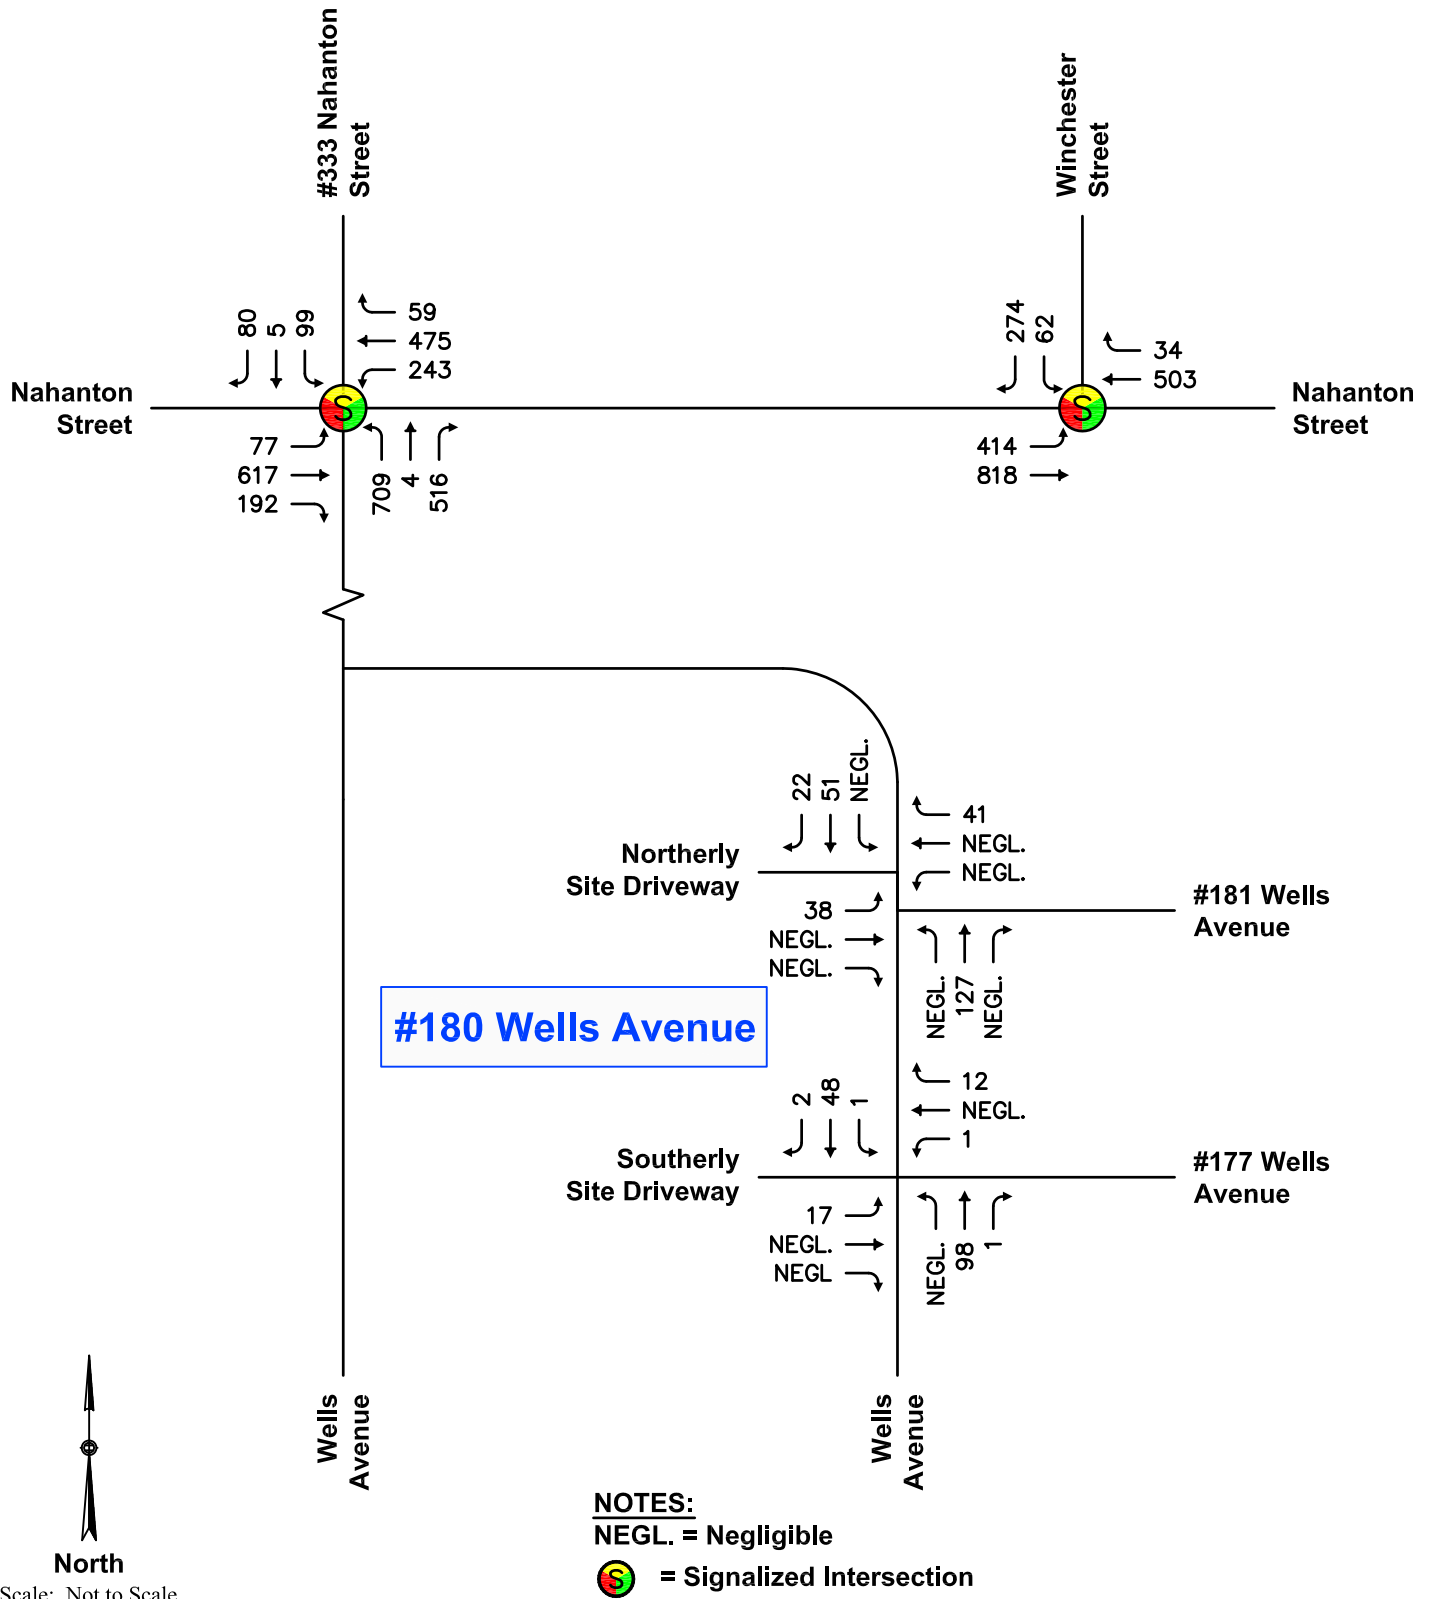 #333 Nahanton
Street
Winchester
Street
80
5
99
59
475
243
274
62
34
503
Nahanton
Street
Nahanton
Street
S
S
77
617
192
709
4
516
414
818
22
51
NEGL.
41
NEGL.
NEGL.
Northerly
Site Driveway
#181 Wells
Avenue
38
NEGL.
NEGL.
NEGL.
127
NEGL.
#180 Wells Avenue
2
48
1
12
NEGL.
1
Southerly
Site Driveway
#177 Wells
Avenue
17
NEGL.
NEGL
NEGL.
98
1
Wells
Avenue
Wells
Avenue
North
Scale: Not to Scale
NOTES:
NEGL. = Negligible
S = Signalized Intersection